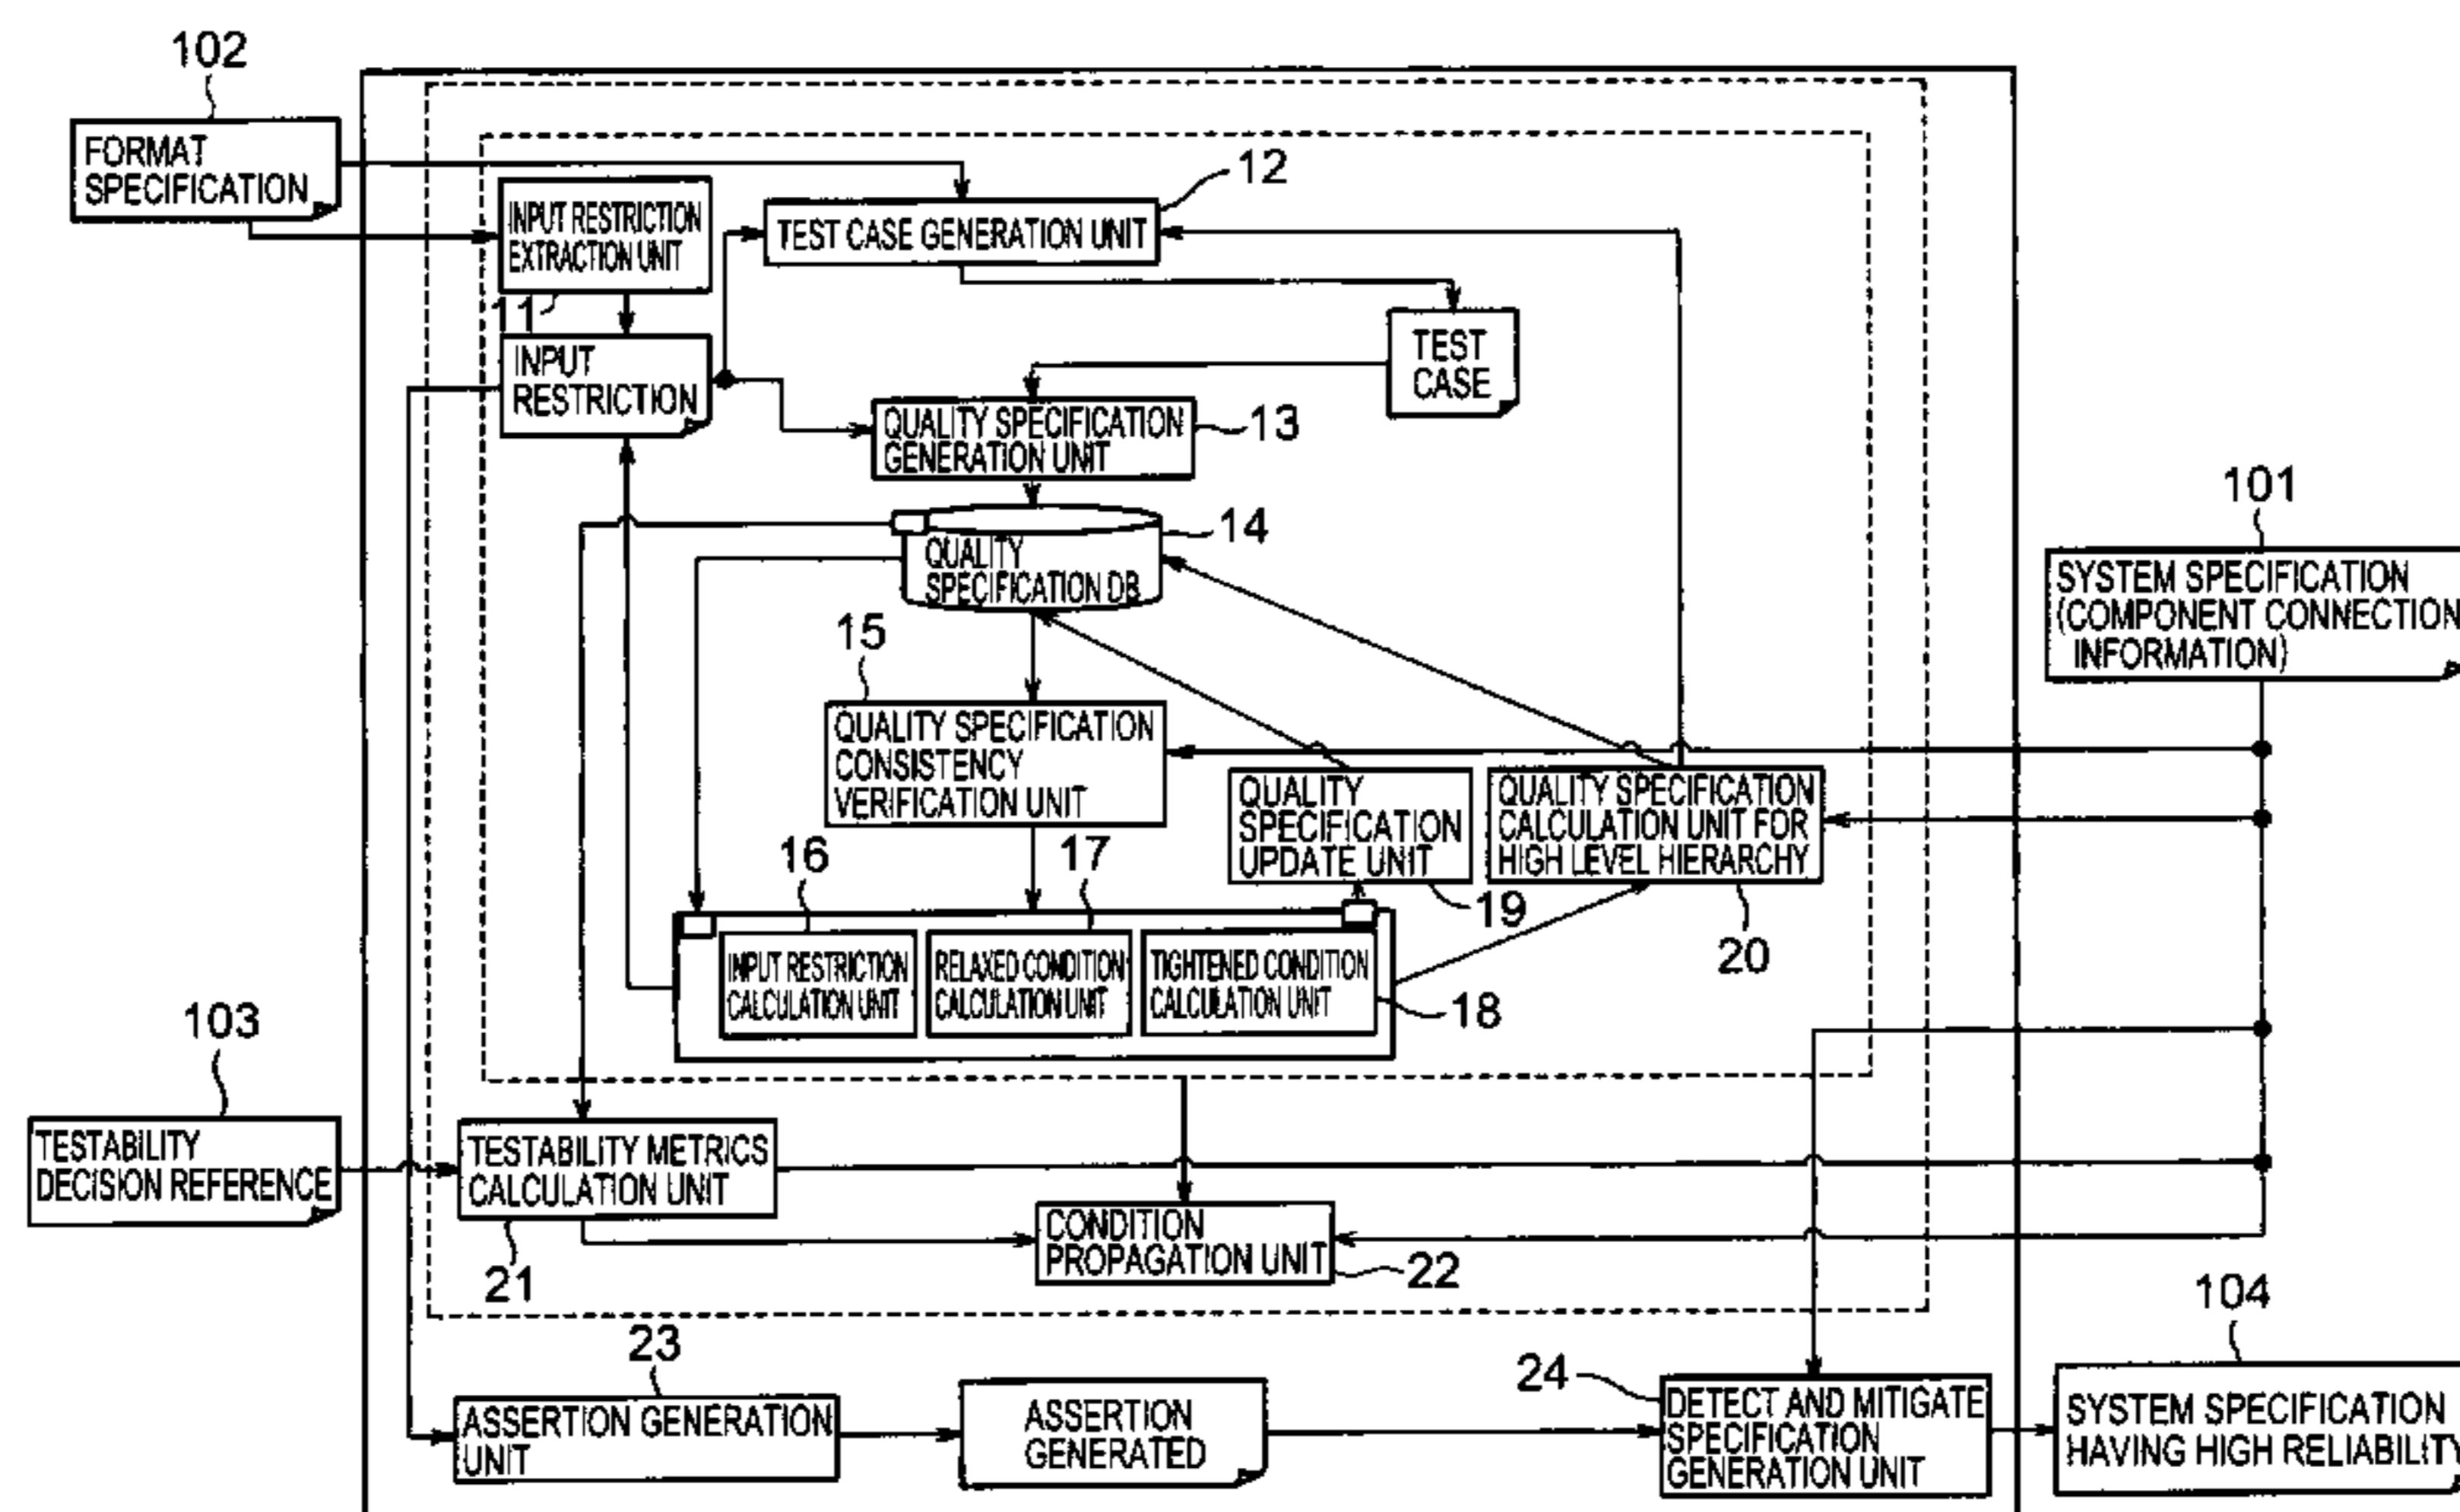 102
FORMAT
SPECIFICATION
INPUT RESTRICTION
EXTRACTION UNIT
11
12
TEST CASE GENERATION UNIT
INPUT
RESTRICTION
TEST
CASE
QUALITY SPECIFICATION
GENERATION UNIT
13
14
QUALITY
SPECIFICATION DB
101
SYSTEM SPECIFICATION
(COMPONENT CONNECTION
INFORMATION)
15
QUALITY SPECIFICATION
CONSISTENCY
VERIFICATION UNIT
QUALITY
SPECIFICATION
UPDATE UNIT
19
QUALITY SPECIFICATION
CALCULATION UNIT FOR
HIGH LEVEL HIERARCHY
20
16
INPUT RESTRICTION
CALCULATION UNIT
17
RELAXED CONDITION
CALCULATION UNIT
TIGHTENED CONDITION
CALCULATION UNIT
18
103
TESTABILITY
DECISION REFERENCE
TESTABILITY METRICS
CALCULATION UNIT
21
CONDITION
PROPAGATION UNIT
22
23
ASSERTION GENERATION
UNIT
ASSERTION
GENERATED
24
DETECT AND MITIGATE
SPECIFICATION
GENERATION UNIT
104
SYSTEM SPECIFICATION
HAVING HIGH RELIABILITY